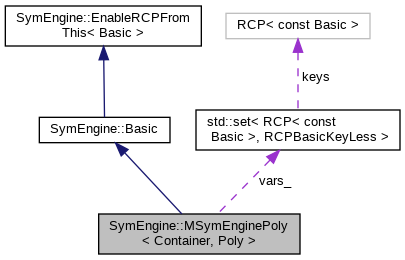 SymEngine::EnableRCPFrom
This< Basic >
RCP< const Basic >
keys
SymEngine::Basic
std::set< RCP< const
Basic >, RCPBasicKeyLess >
vars_
SymEngine::MSymEnginePoly
< Container, Poly >